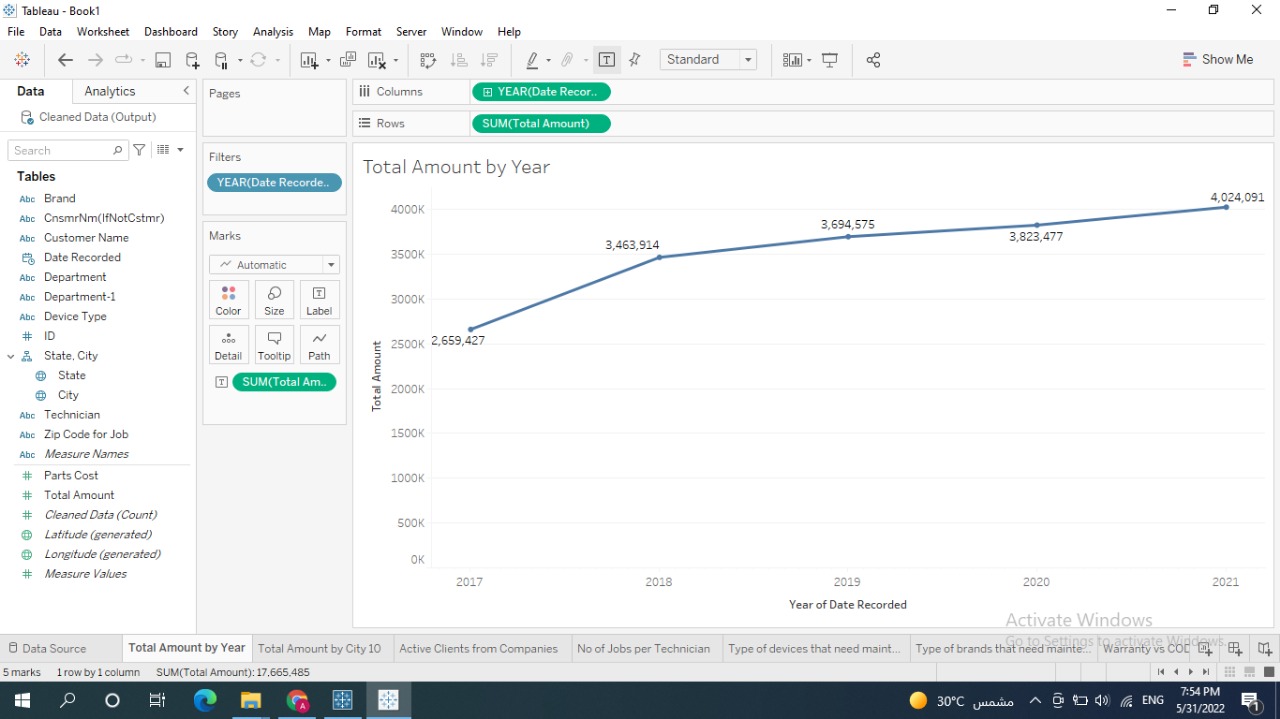 Tableau - Book1
File Data Worksheet Dashboard Story Analysis Map Format Server Window Help
Standard
Show Me
Data Analytics
Cleaned Data (Output)
Search
Tables
Abc Brand
Abc CnsmrNm(IfNotCstmr)
Abc Customer Name
Date Recorded
Abc Department
Abc Department-1
Abc Device Type
# ID
State, City
State
City
Abc Technician
Abc Zip Code for Job
Abc Measure Names
# Parts Cost
# Total Amount
# Cleaned Data (Count)
Latitude (generated)
Longitude (generated)
# Measure Values
Pages
Filters
YEAR(Date Recorde..
Marks
Automatic
Color Size Label
Detail Tooltip Path
SUM(Total Am..
Columns YEAR(Date Recor..
Rows SUM(Total Amount)
Total Amount by Year
4000K
3500K
3000K
2500K
2000K
1500K
1000K
500K
0K
Total Amount
2,659,427
3,463,914
3,694,575
3,823,477
4,024,091
2017 2018 2019 2020 2021
Year of Date Recorded
Activate Windows
Go to Settings to activate Windows.
Data Source Total Amount by Year Total Amount by City 10 Active Clients from Companies No of Jobs per Technician Type of devices that need maint... Type of brands that need mainte... Warranty vs COD
5 marks 1 row by 1 column SUM(Total Amount): 17,665,485
30°C مشمس ENG
7:54 PM
5/31/2022
1